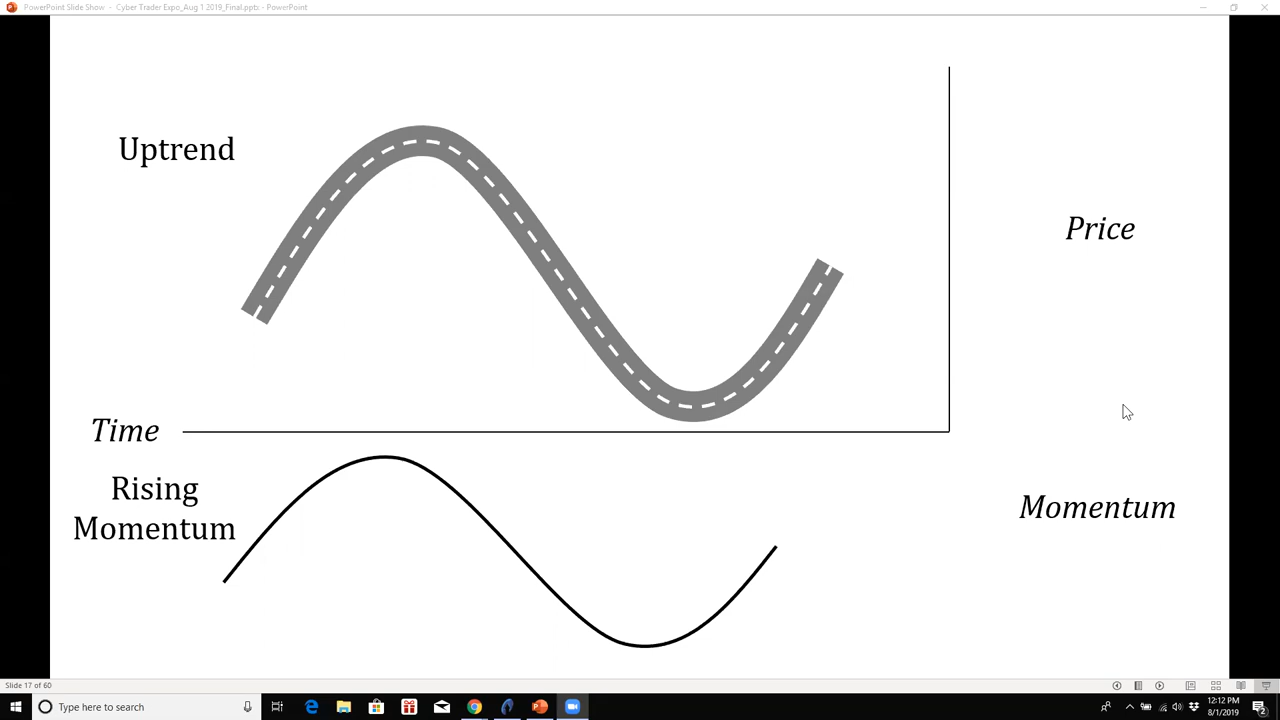 PowerPoint Slide Show - Cyber Trader Expo_Aug 1 2019_Final.pptx - PowerPoint
Uptrend
Price
Time
Rising
Momentum
Momentum
Slide 17 of 60
Type here to search
12:12 PM
8/1/2019
2